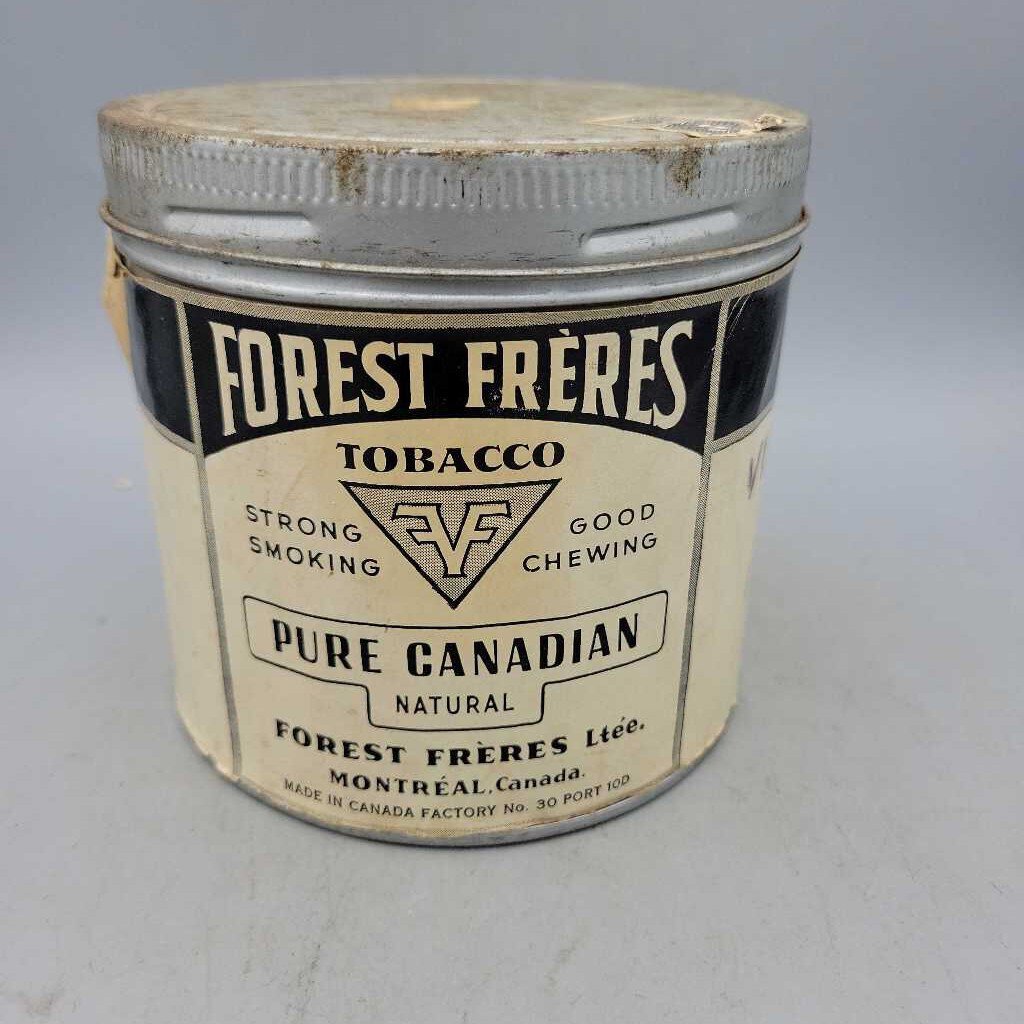 FOREST FRÈRES
TOBACCO
STRONG
SMOKING
FVF
GOOD
CHEWING
PURE CANADIAN
NATURAL
FOREST FRÈRES Ltée.
MONTRÉAL, Canada.
MADE IN CANADA FACTORY No. 30 PORT 10D